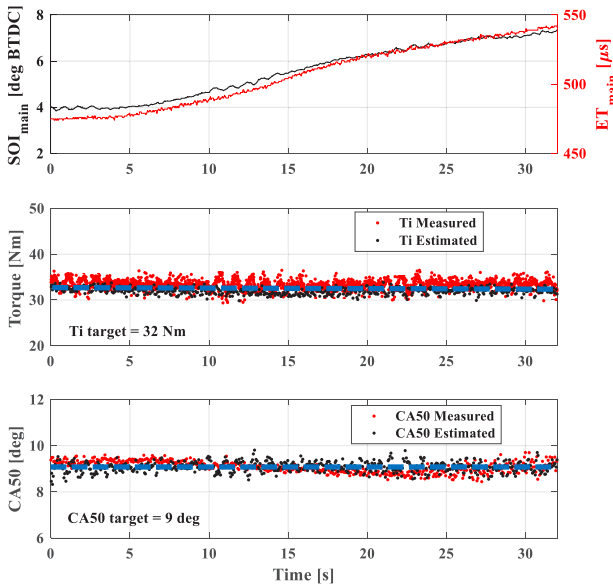 SOI_main [deg BTDC]
8
6
4
2
550
500
450
ET_main [μs]
0 5 10 15 20 25 30
Torque [Nm]
50
40
30
20
Ti Measured
Ti Estimated
Ti target = 32 Nm
0 5 10 15 20 25 30
CA50 [deg]
12
10
8
6
CA50 Measured
CA50 Estimated
CA50 target = 9 deg
0 5 10 15 20 25 30
Time [s]